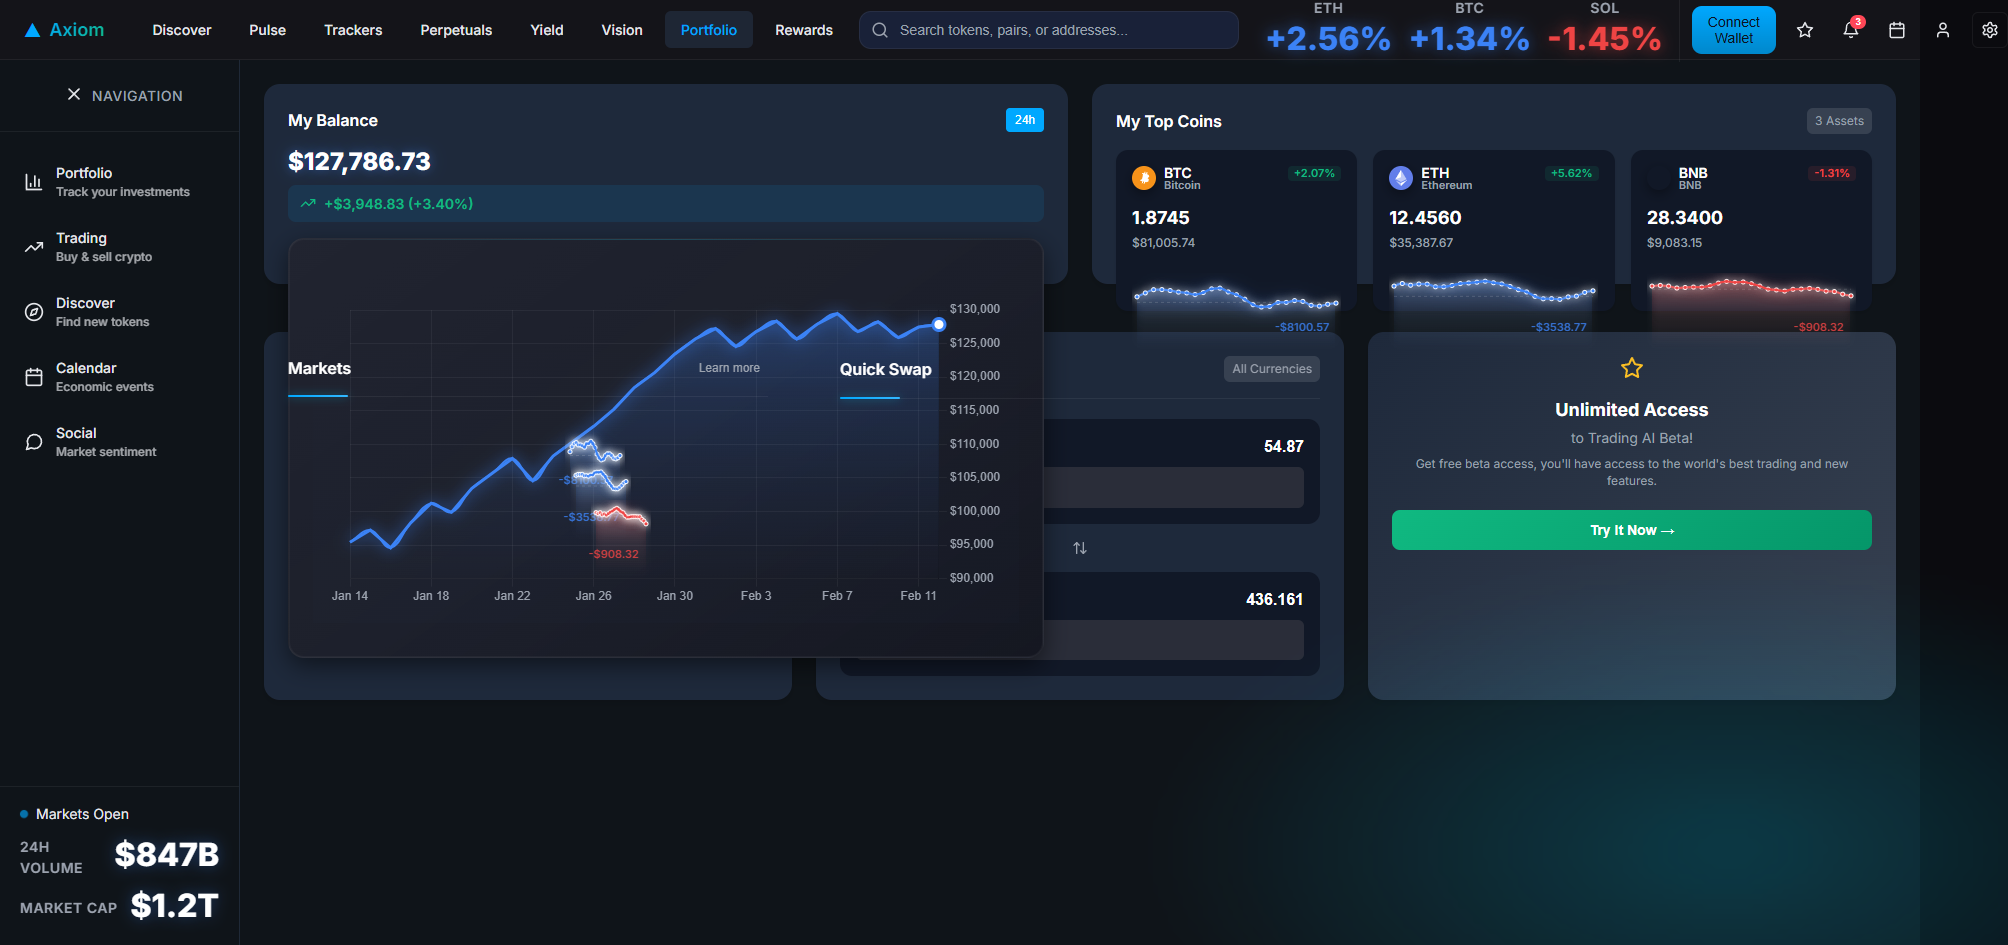 Axiom
Discover
Pulse
Trackers
Perpetuals
Yield
Vision
Portfolio
Rewards
Search tokens, pairs, or addresses...
ETH
+2.56%
BTC
+1.34%
SOL
-1.45%
Connect
Wallet
3
NAVIGATION
Portfolio
Track your investments
Trading
Buy & sell crypto
Discover
Find new tokens
Calendar
Economic events
Social
Market sentiment
Markets Open
24H
VOLUME
$847B
MARKET CAP
$1.2T
My Balance
24h
$127,786.73
+$3,948.83 (+3.40%)
$130,000
$125,000
$120,000
$115,000
$110,000
$105,000
$100,000
$95,000
$90,000
Jan 14
Jan 18
Jan 22
Jan 26
Jan 30
Feb 3
Feb 7
Feb 11
Markets
Learn more
-$908.32
Quick Swap
All Currencies
54.87
436.161
My Top Coins
3 Assets
BTC
Bitcoin
+2.07%
1.8745
$81,005.74
-$8100.57
ETH
Ethereum
+5.62%
12.4560
$35,387.67
-$3538.77
BNB
BNB
-1.31%
28.3400
$9,083.15
-$908.32
Unlimited Access
to Trading AI Beta!
Get free beta access, you'll have access to the world's best trading and new
features.
Try It Now →